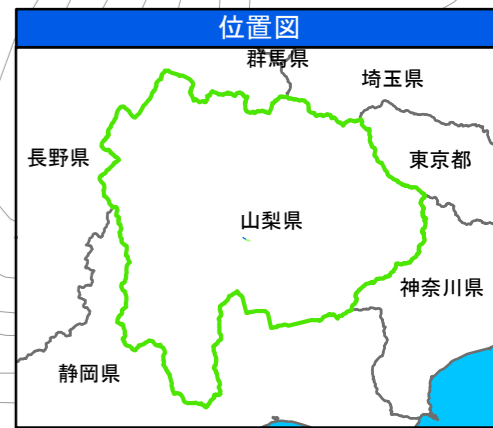 位置図
群馬県
埼玉県
長野県
東京都
山梨県
神奈川県
静岡県